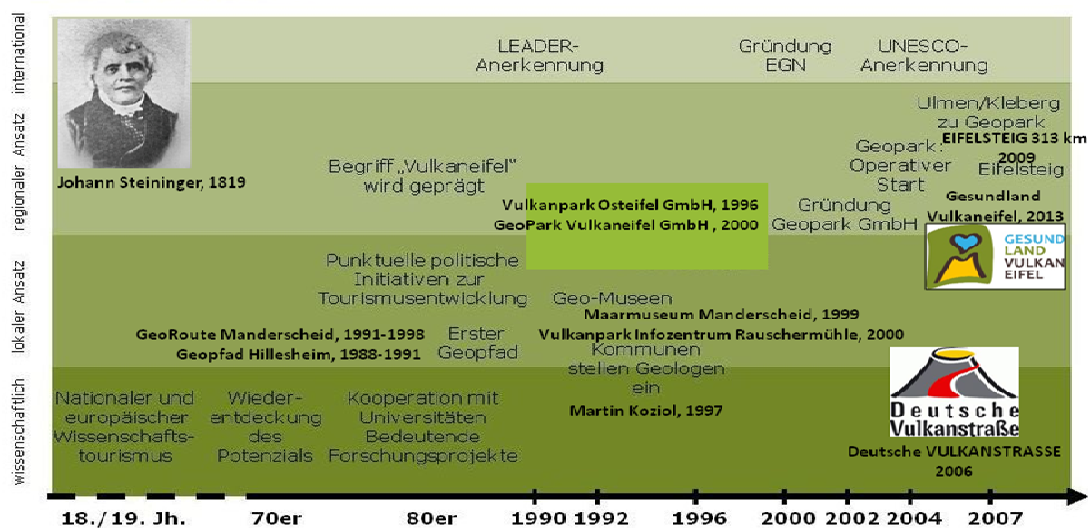 international
regionaler Ansatz
lokaler Ansatz
wissenschaftlich
LEADER-
Anerkennung
Gründung
EGN
UNESCO-
Anerkennung
Johann Steininger, 1819
Begriff „Vulkaneifel“
wird geprägt
Ulmen/Kleberg
zu Geopark
EIFELSTEIG 313 km
2009
Eifelsteig
Geopark:
Operativer
Start
Vulkanpark Osteifel GmbH, 1996
GeoPark Vulkaneifel GmbH , 2000
Gründung
Geopark GmbH
Gesundland
Vulkaneifel, 2013
GESUND
LAND
VULKAN
EIFEL
Punktuelle politische
Initiativen zur
Tourismusentwicklung
Geo-Museen
Maarmuseum Manderscheid, 1999
GeoRoute Manderscheid, 1991-1998
Geopfad Hillesheim, 1988-1991
Erster
Geopfad
Vulkanpark Infozentrum Rauschermühle, 2000
Kommunen
stellen Geologen
ein
Martin Koziol, 1997
Nationaler und
europäischer
Wissenschafts-
tourismus
Wieder-
entdeckung
des
Potenzials
Kooperation mit
Universitäten
Bedeutende
Forschungsprojekte
Deutsche
Vulkanstraße
Deutsche VULKANSTRASSE
2006
18./19. Jh.
70er
80er
1990
1992
1996
2000
2002
2004
2007